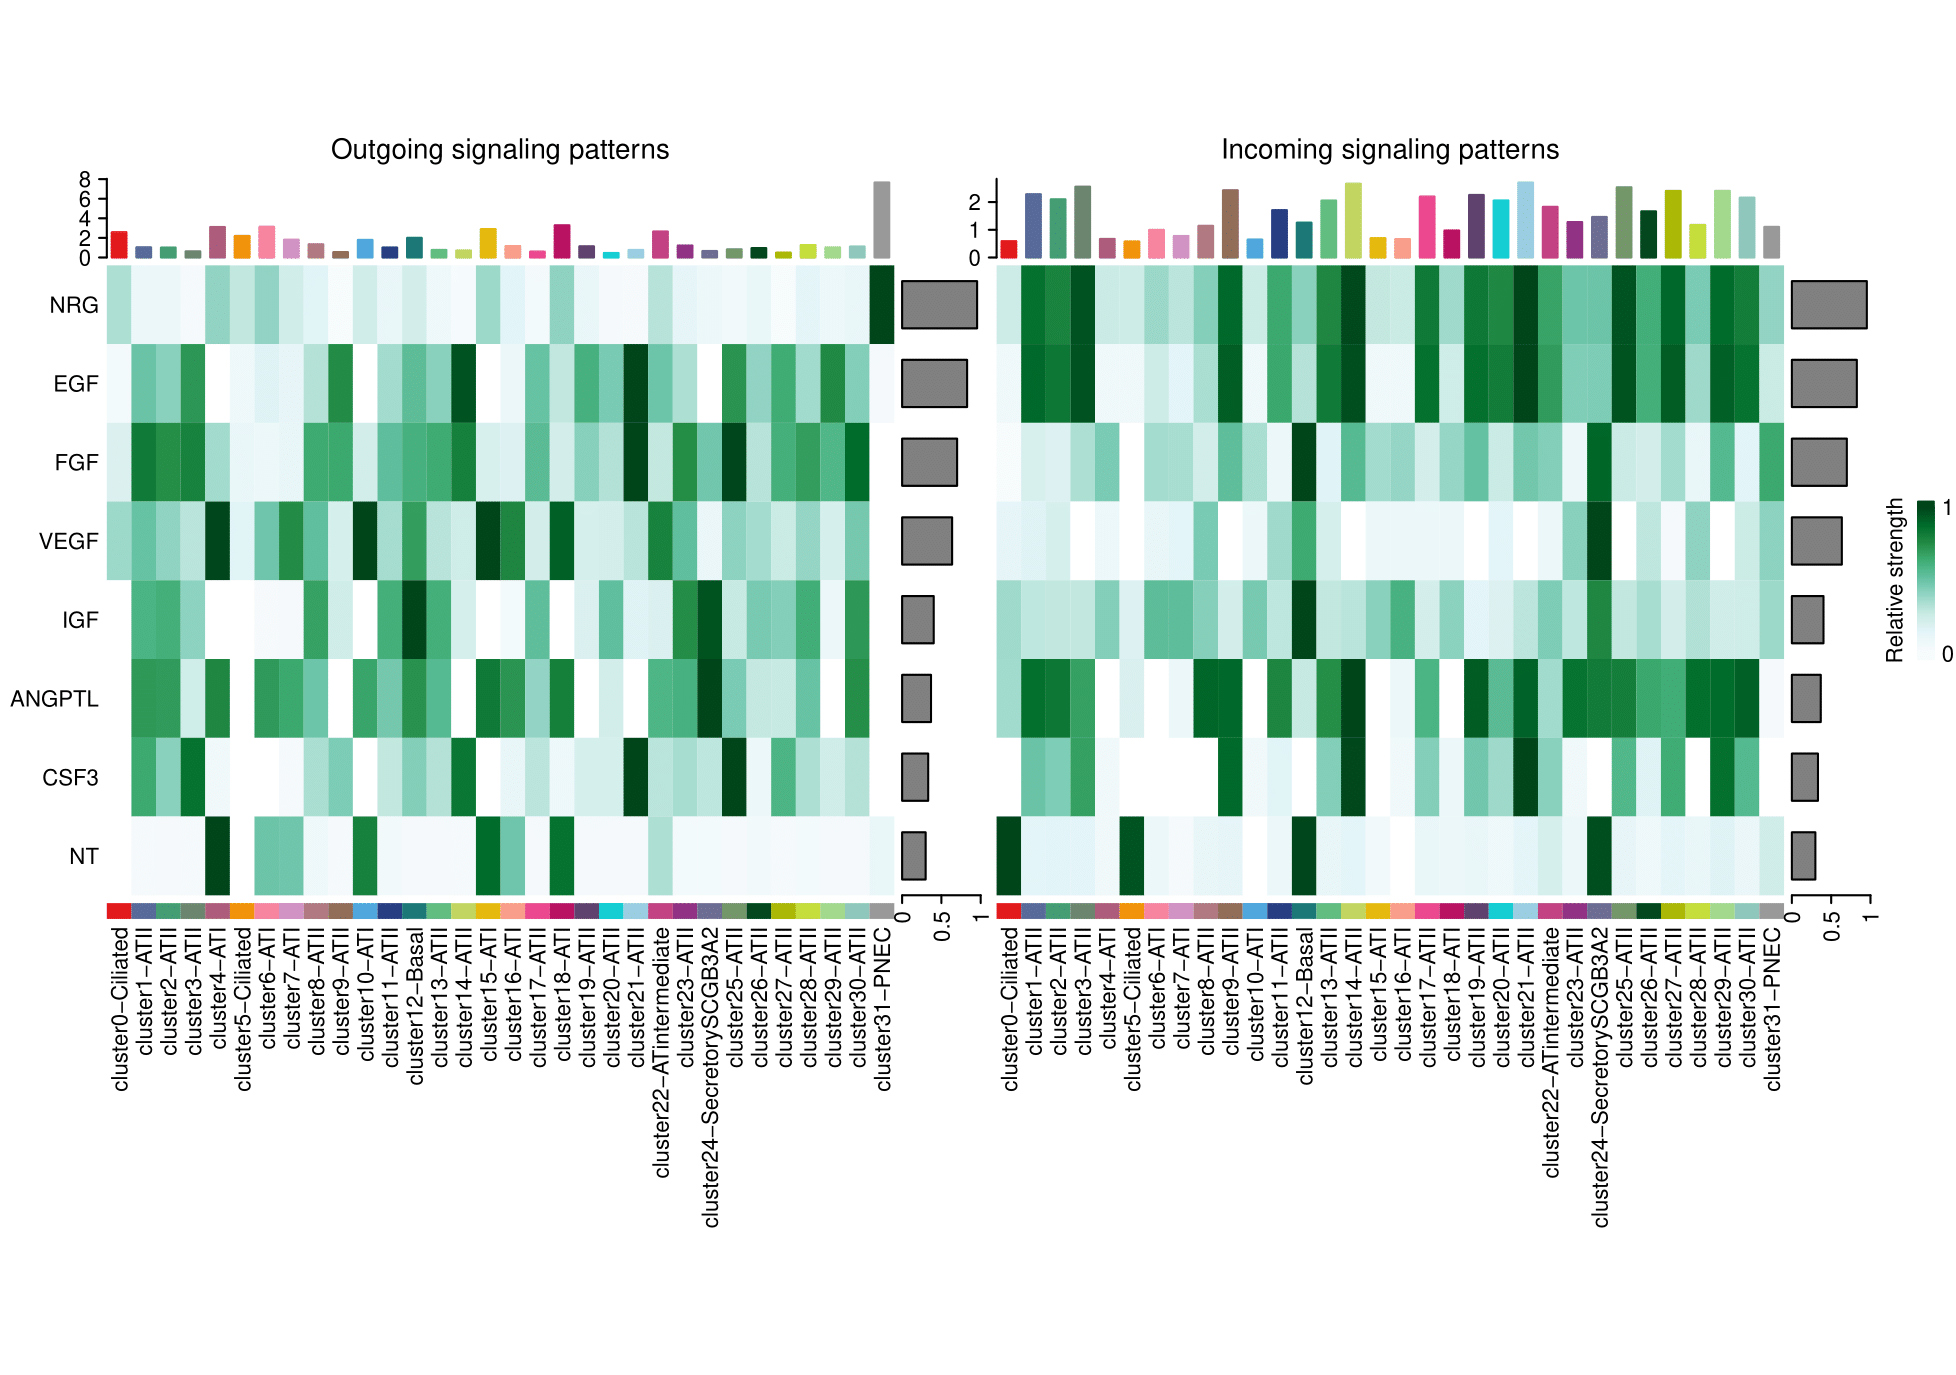 Outgoing signaling patterns
Incoming signaling patterns
8
6
4
2
0
2
1
0
NRG
EGF
FGF
VEGF
IGF
ANGPTL
CSF3
NT
0
0.5
1
0
0.5
1
Relative strength
1
0
cluster0−Ciliated
cluster1−ATII
cluster2−ATII
cluster3−ATII
cluster4−ATI
cluster5−Ciliated
cluster6−ATI
cluster7−ATI
cluster8−ATII
cluster9−ATII
cluster10−ATI
cluster11−ATII
cluster12−Basal
cluster13−ATII
cluster14−ATII
cluster15−ATI
cluster16−ATI
cluster17−ATII
cluster18−ATI
cluster19−ATII
cluster20−ATII
cluster21−ATII
cluster22−ATintermediate
cluster23−ATII
cluster24−SecretorySCGB3A2
cluster25−ATII
cluster26−ATII
cluster27−ATII
cluster28−ATII
cluster29−ATII
cluster30−ATII
cluster31−PNEC
cluster0−Ciliated
cluster1−ATII
cluster2−ATII
cluster3−ATII
cluster4−ATI
cluster5−Ciliated
cluster6−ATI
cluster7−ATI
cluster8−ATII
cluster9−ATII
cluster10−ATI
cluster11−ATII
cluster12−Basal
cluster13−ATII
cluster14−ATII
cluster15−ATI
cluster16−ATI
cluster17−ATII
cluster18−ATI
cluster19−ATII
cluster20−ATII
cluster21−ATII
cluster22−ATintermediate
cluster23−ATII
cluster24−SecretorySCGB3A2
cluster25−ATII
cluster26−ATII
cluster27−ATII
cluster28−ATII
cluster29−ATII
cluster30−ATII
cluster31−PNEC